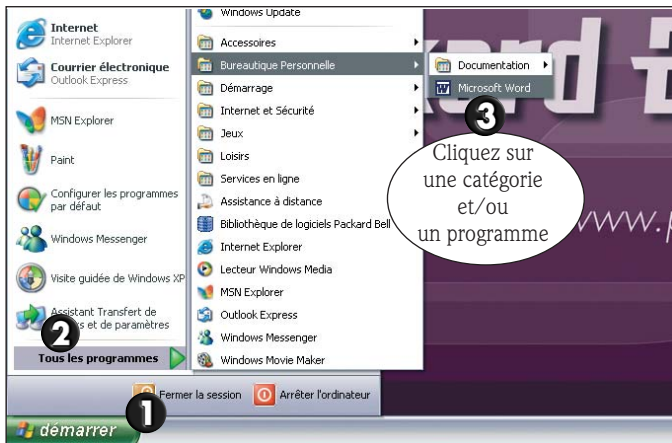 Internet
Internet Explorer
Courrier électronique
Outlook Express
MSN Explorer
Paint
Configurer les programmes
par défaut
Windows Messenger
Visite guidée de Windows XP
Assistant Transfert de
et de paramètres
2
Tous les programmes
Windows Update
Accessoires
Bureautique Personnelle
Démarrage
Internet et Sécurité
Jeux
Loisirs
Services en ligne
Assistance à distance
Bibliothèque de logiciels Packard Bell
Internet Explorer
Lecteur Windows Media
MSN Explorer
Outlook Express
Windows Messenger
Windows Movie Maker
Documentation
Microsoft Word
3
Cliquez sur
une catégorie
et/ou
un programme
www.
Fermer la session
Arrêter l'ordinateur
1
démarrer